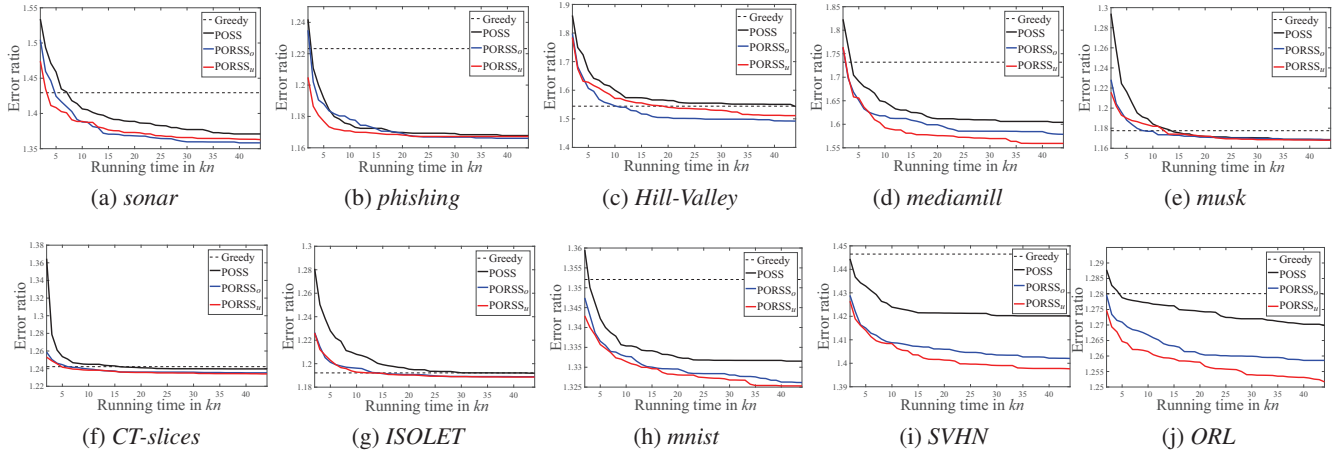 1.55
1.51
1.43
1.35
Error ratio
Greedy
POSS
PORSS_o
PORSS_u
5 10 15 20 25 30 35 40
Running time in kn
(a) sonar
1.24
1.22
1.2
1.18
1.16
Error ratio
Greedy
POSS
PORSS_o
PORSS_u
5 10 15 20 25 30 35 40
Running time in kn
(b) phishing
1.9
1.8
1.7
1.6
1.5
1.4
Error ratio
Greedy
POSS
PORSS_o
PORSS_u
5 10 15 20 25 30 35 40
Running time in kn
(c) Hill-Valley
1.85
1.8
1.75
1.7
1.65
1.6
1.55
Error ratio
Greedy
POSS
PORSS_o
PORSS_u
5 10 15 20 25 30 35 40
Running time in kn
(d) mediamill
1.3
1.28
1.26
1.24
1.22
1.2
1.18
1.16
Error ratio
Greedy
POSS
PORSS_o
PORSS_u
5 10 15 20 25 30 35 40
Running time in kn
(e) musk
1.38
1.36
1.34
1.32
1.3
1.28
1.26
1.24
1.22
Error ratio
Greedy
POSS
PORSS_o
PORSS_u
5 10 15 20 25 30 35 40
Running time in kn
(f) CT-slices
1.3
1.28
1.26
1.24
1.22
1.2
1.18
Error ratio
Greedy
POSS
PORSS_o
PORSS_u
5 10 15 20 25 30 35 40
Running time in kn
(g) ISOLET
1.36
1.355
1.35
1.345
1.34
1.335
1.33
1.325
Error ratio
Greedy
POSS
PORSS_o
PORSS_u
5 10 15 20 25 30 35 40
Running time in kn
(h) mnist
1.45
1.44
1.43
1.42
1.41
1.4
1.39
Error ratio
Greedy
POSS
PORSS_o
PORSS_u
5 10 15 20 25 30 35 40
Running time in kn
(i) SVHN
1.29
1.28
1.27
1.26
1.25
Error ratio
Greedy
POSS
PORSS_o
PORSS_u
5 10 15 20 25 30 35 40
Running time in kn
(j) ORL